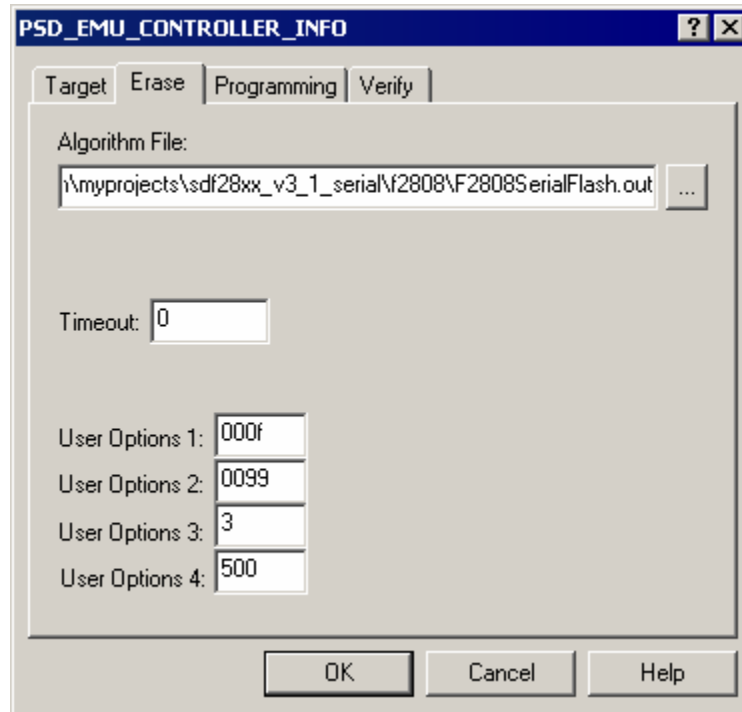 PSD_EMU_CONTROLLER_INFO
Target Erase Programming Verify
Algorithm File:
\myprojects\sdf28xx_v3_1_serial\f2808\F2808SerialFlash.out ...
Timeout: 0
User Options 1: 000f
User Options 2: 0099
User Options 3: 3
User Options 4: 500
OK Cancel Help